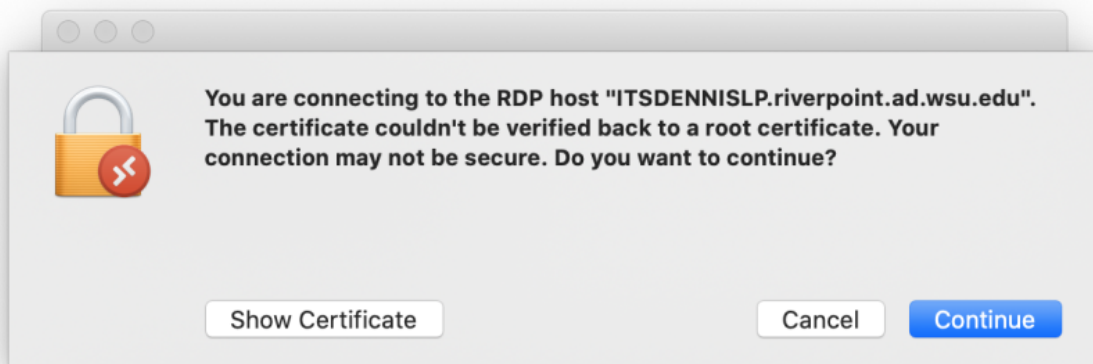 You are connecting to the RDP host "ITSDENNISLP.riverpoint.ad.wsu.edu".
The certificate couldn't be verified back to a root certificate. Your
connection may not be secure. Do you want to continue?
Show Certificate
Cancel
Continue